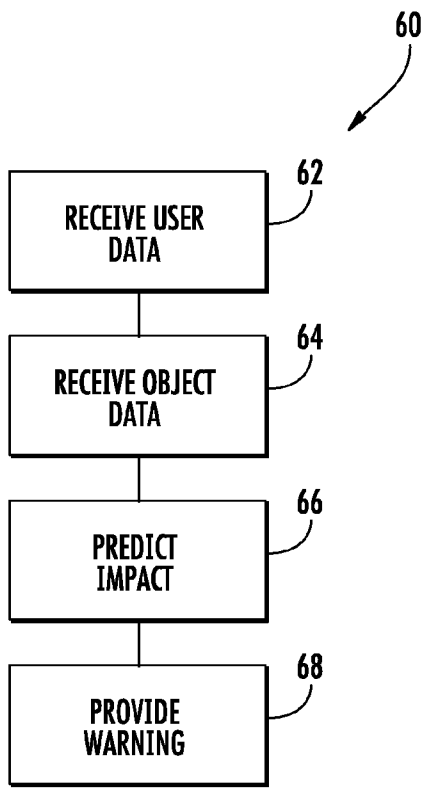 60
62
RECEIVE USER
DATA
64
RECEIVE OBJECT
DATA
66
PREDICT
IMPACT
68
PROVIDE
WARNING